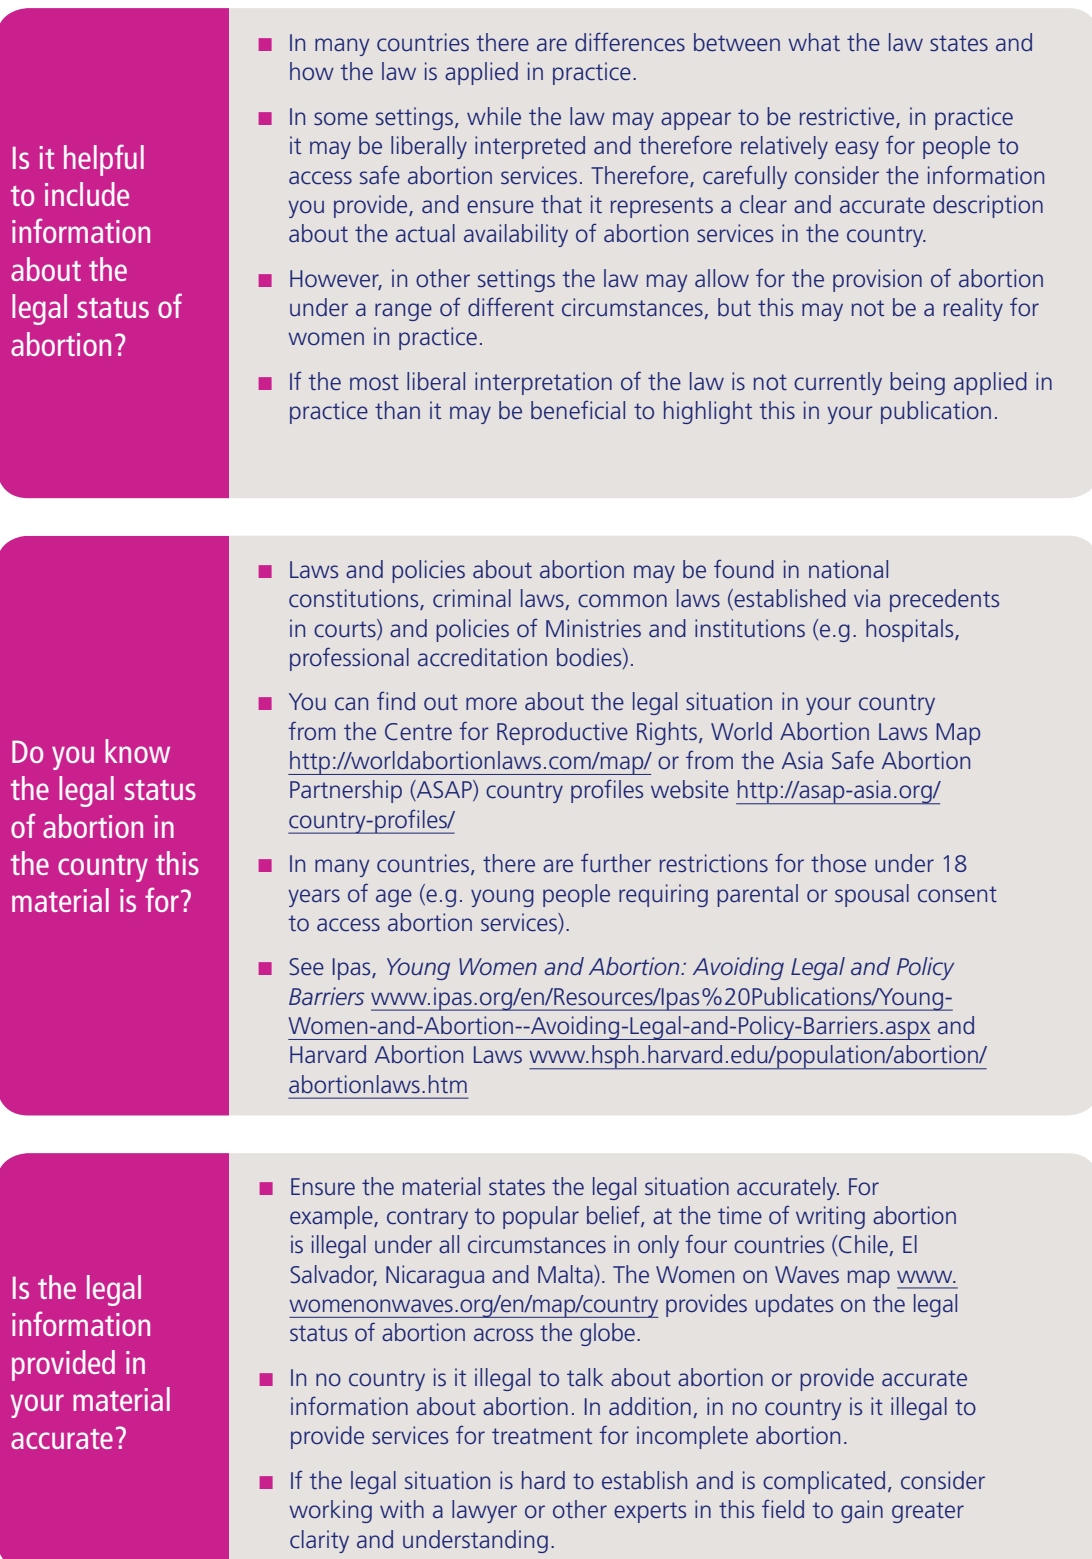 Is it helpful
to include
information
about the
legal status of
abortion?
■ In many countries there are differences between what the law states and
how the law is applied in practice.
■ In some settings, while the law may appear to be restrictive, in practice
it may be liberally interpreted and therefore relatively easy for people to
access safe abortion services. Therefore, carefully consider the information
you provide, and ensure that it represents a clear and accurate description
about the actual availability of abortion services in the country.
■ However, in other settings the law may allow for the provision of abortion
under a range of different circumstances, but this may not be a reality for
women in practice.
■ If the most liberal interpretation of the law is not currently being applied in
practice than it may be beneficial to highlight this in your publication.
Do you know
the legal status
of abortion in
the country this
material is for?
■ Laws and policies about abortion may be found in national
constitutions, criminal laws, common laws (established via precedents
in courts) and policies of Ministries and institutions (e.g. hospitals,
professional accreditation bodies).
■ You can find out more about the legal situation in your country
from the Centre for Reproductive Rights, World Abortion Laws Map
http://worldabortionlaws.com/map/ or from the Asia Safe Abortion
Partnership (ASAP) country profiles website http://asap-asia.org/
country-profiles/
■ In many countries, there are further restrictions for those under 18
years of age (e.g. young people requiring parental or spousal consent
to access abortion services).
■ See Ipas, Young Women and Abortion: Avoiding Legal and Policy
Barriers www.ipas.org/en/Resources/Ipas%20Publications/Young-
Women-and-Abortion--Avoiding-Legal-and-Policy-Barriers.aspx and
Harvard Abortion Laws www.hsph.harvard.edu/population/abortion/
abortionlaws.htm
Is the legal
information
provided in
your material
accurate?
■ Ensure the material states the legal situation accurately. For
example, contrary to popular belief, at the time of writing abortion
is illegal under all circumstances in only four countries (Chile, El
Salvador, Nicaragua and Malta). The Women on Waves map www.
womenonwaves.org/en/map/country provides updates on the legal
status of abortion across the globe.
■ In no country is it illegal to talk about abortion or provide accurate
information about abortion. In addition, in no country is it illegal to
provide services for treatment for incomplete abortion.
■ If the legal situation is hard to establish and is complicated, consider
working with a lawyer or other experts in this field to gain greater
clarity and understanding.